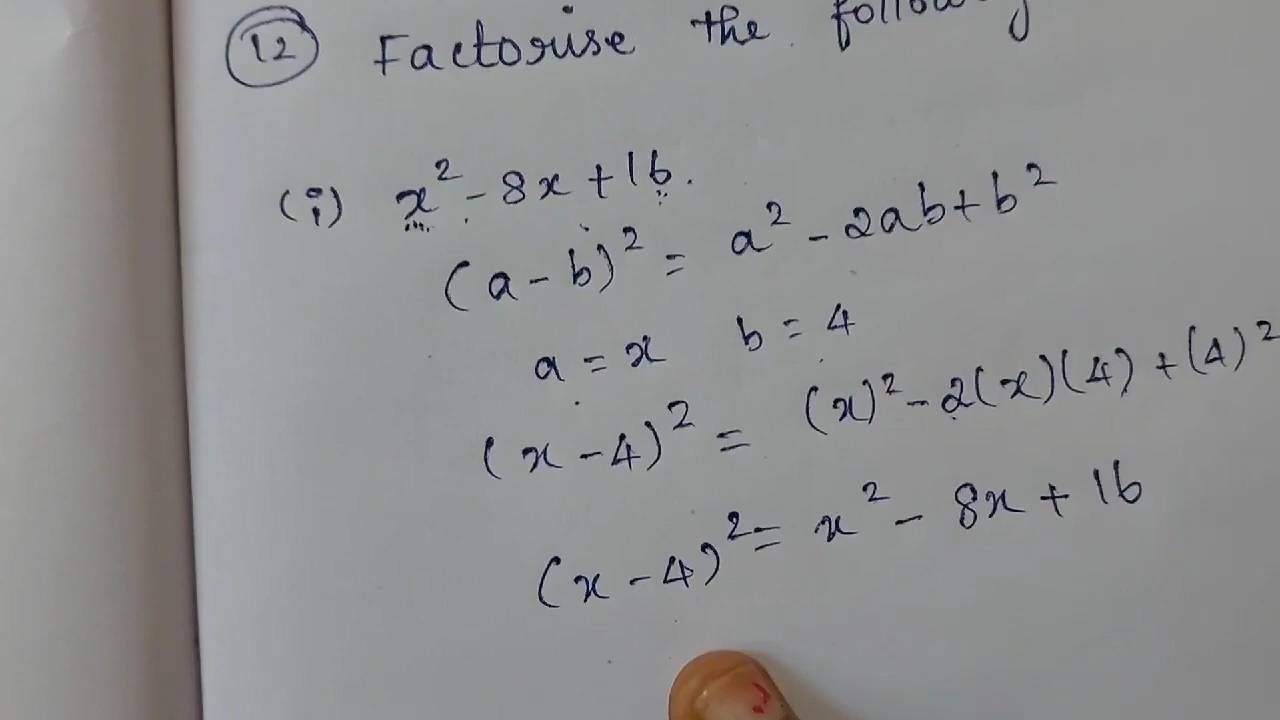 12 Factorise the following
(i) x² - 8x + 16.
(a - b)² = a² - 2ab + b²
a = x b = 4
(x - 4)² = (x)² - 2(x)(4) + (4)²
(x - 4)² = x² - 8x + 16